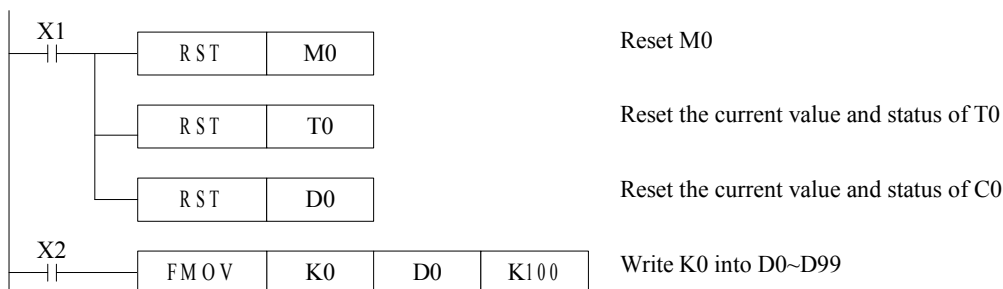 X1
RST M0 Reset M0
RST T0 Reset the current value and status of T0
RST D0 Reset the current value and status of C0
X2
FMOV K0 D0 K100 Write K0 into D0~D99